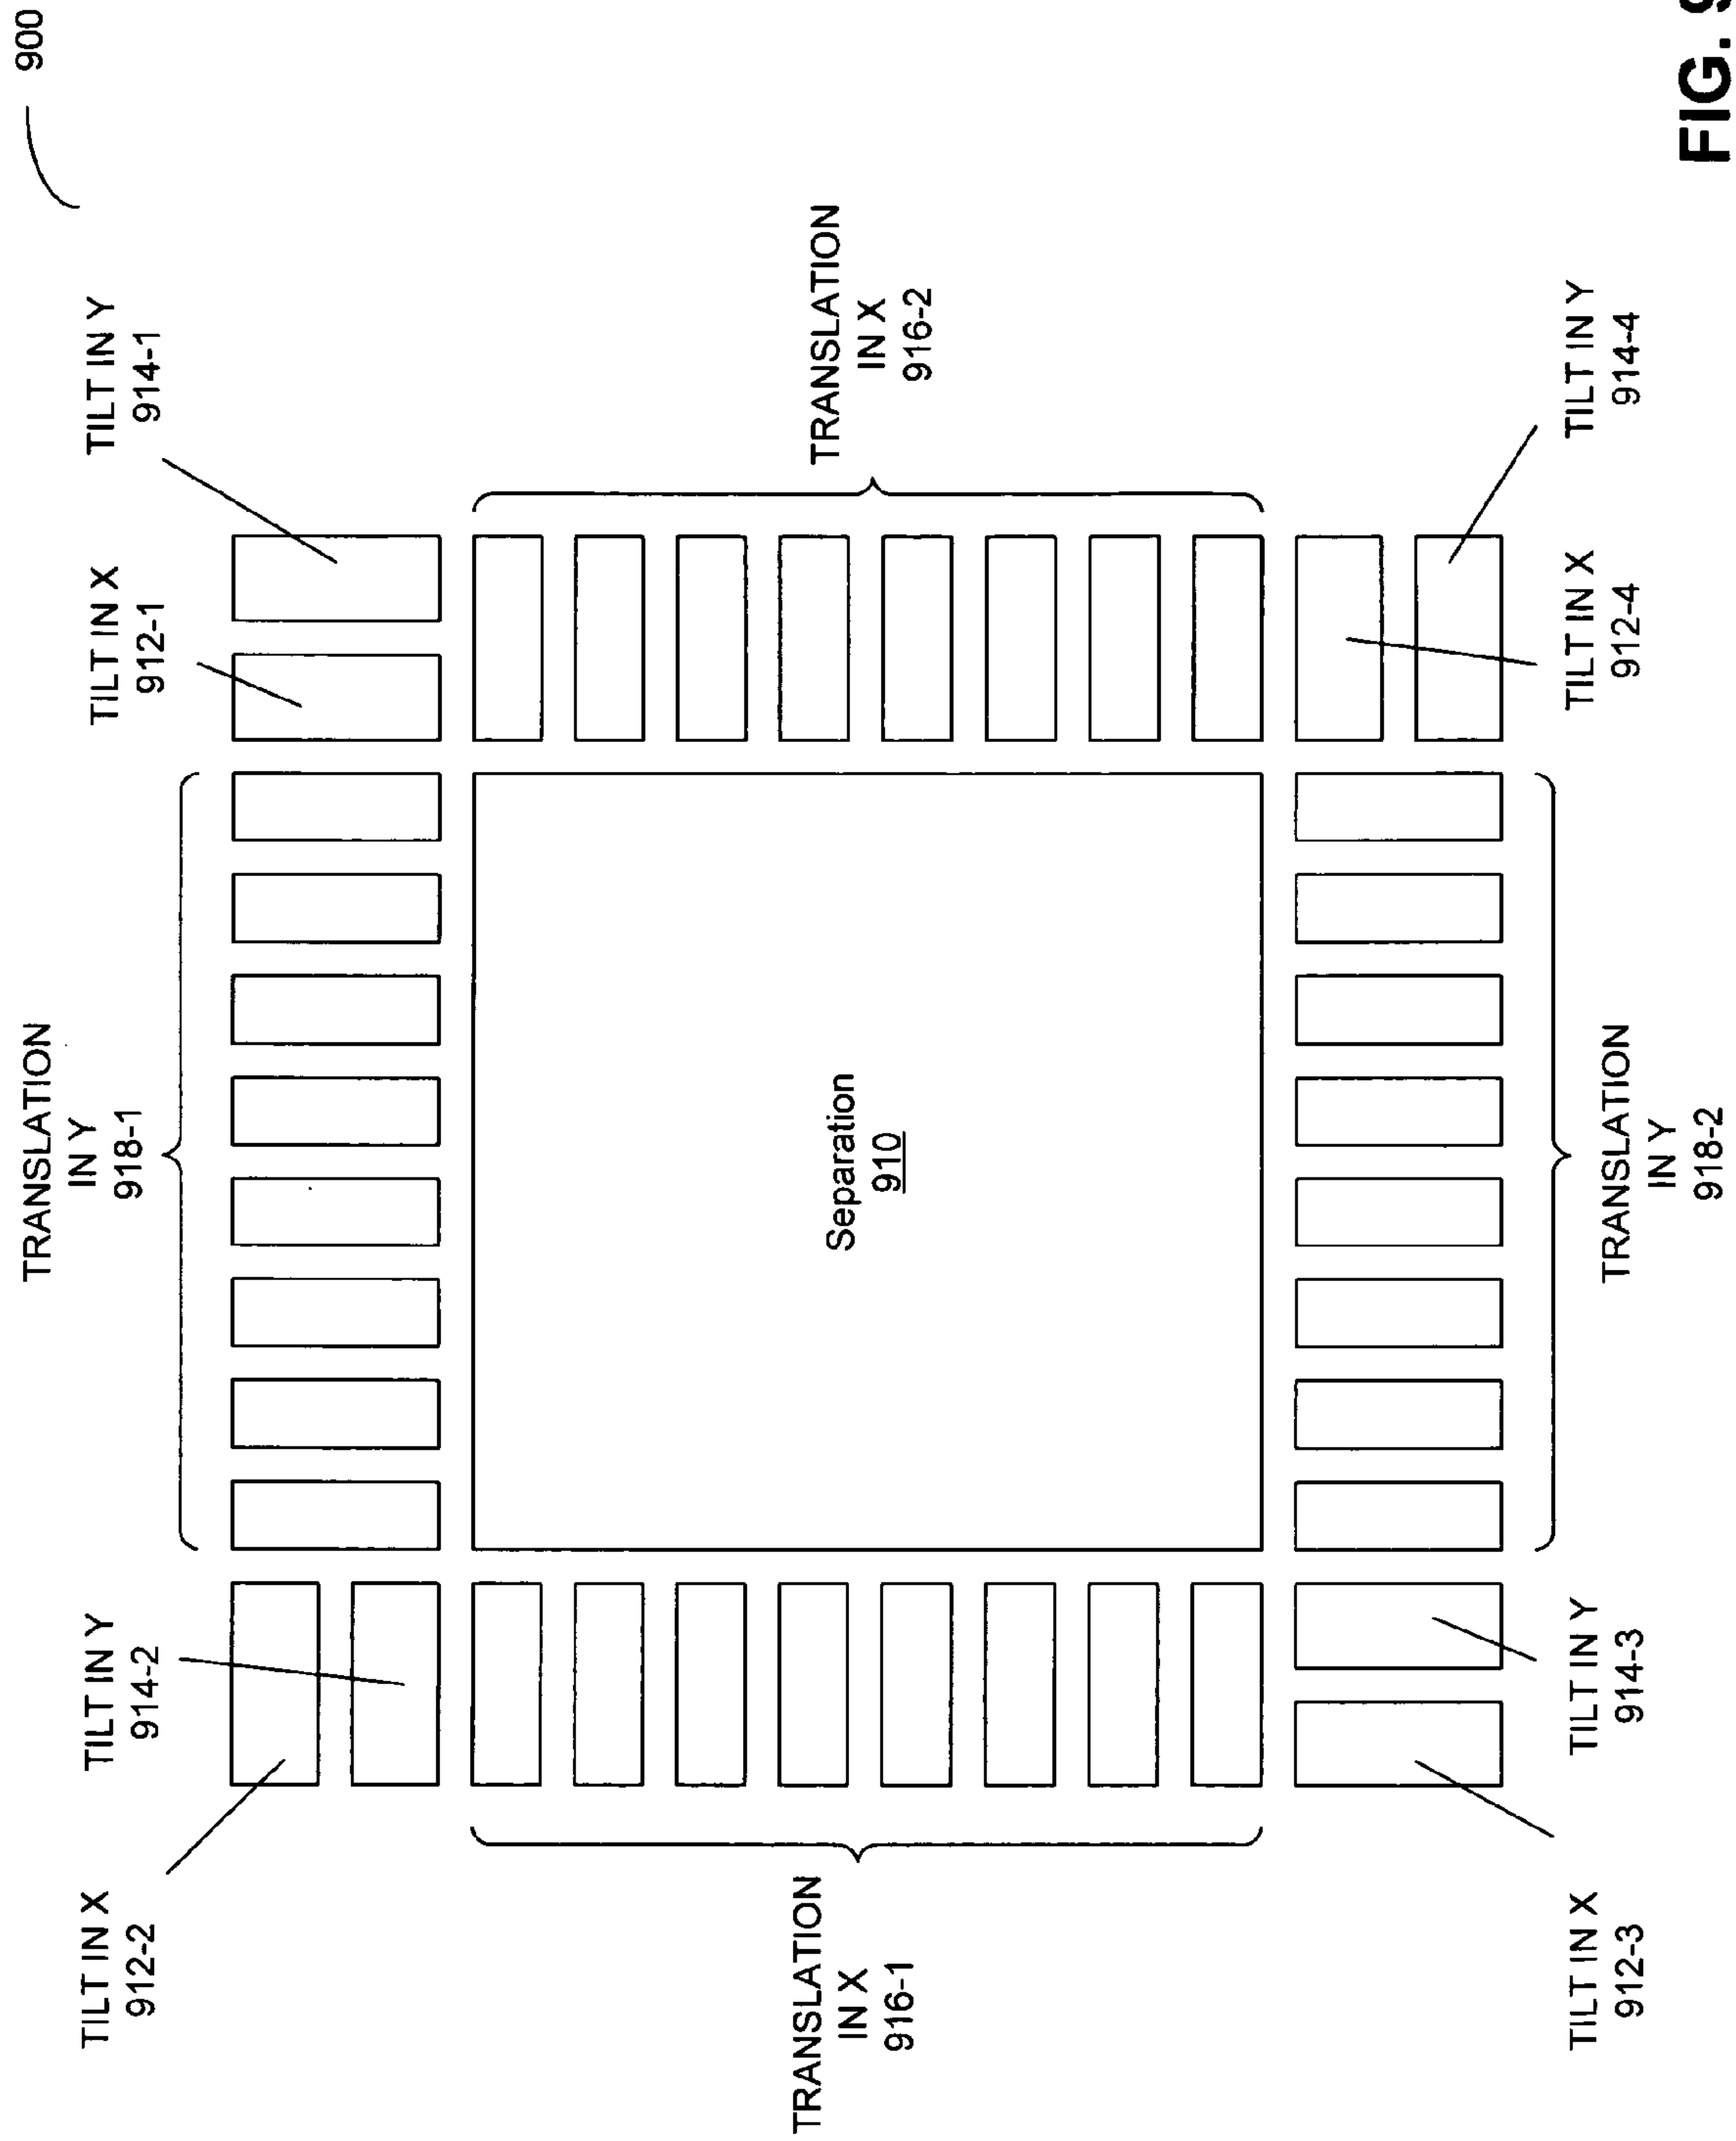 900
TRANSLATION
IN Y
918-1
TILT IN X
912-2
TILT IN Y
914-2
TILT IN X
912-1
TILT IN Y
914-1
TRANSLATION
IN X
916-1
Separation
910
TRANSLATION
IN X
916-2
TILT IN X
912-3
TILT IN Y
914-3
TRANSLATION
IN Y
918-2
TILT IN X
912-4
TILT IN Y
914-4
FIG. 9